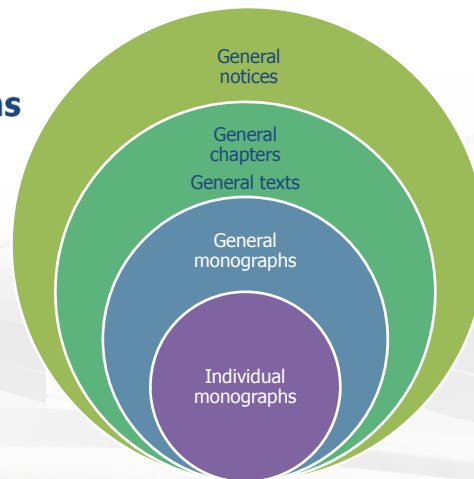 General
notices
General
chapters
General texts
General
monographs
Individual
monographs